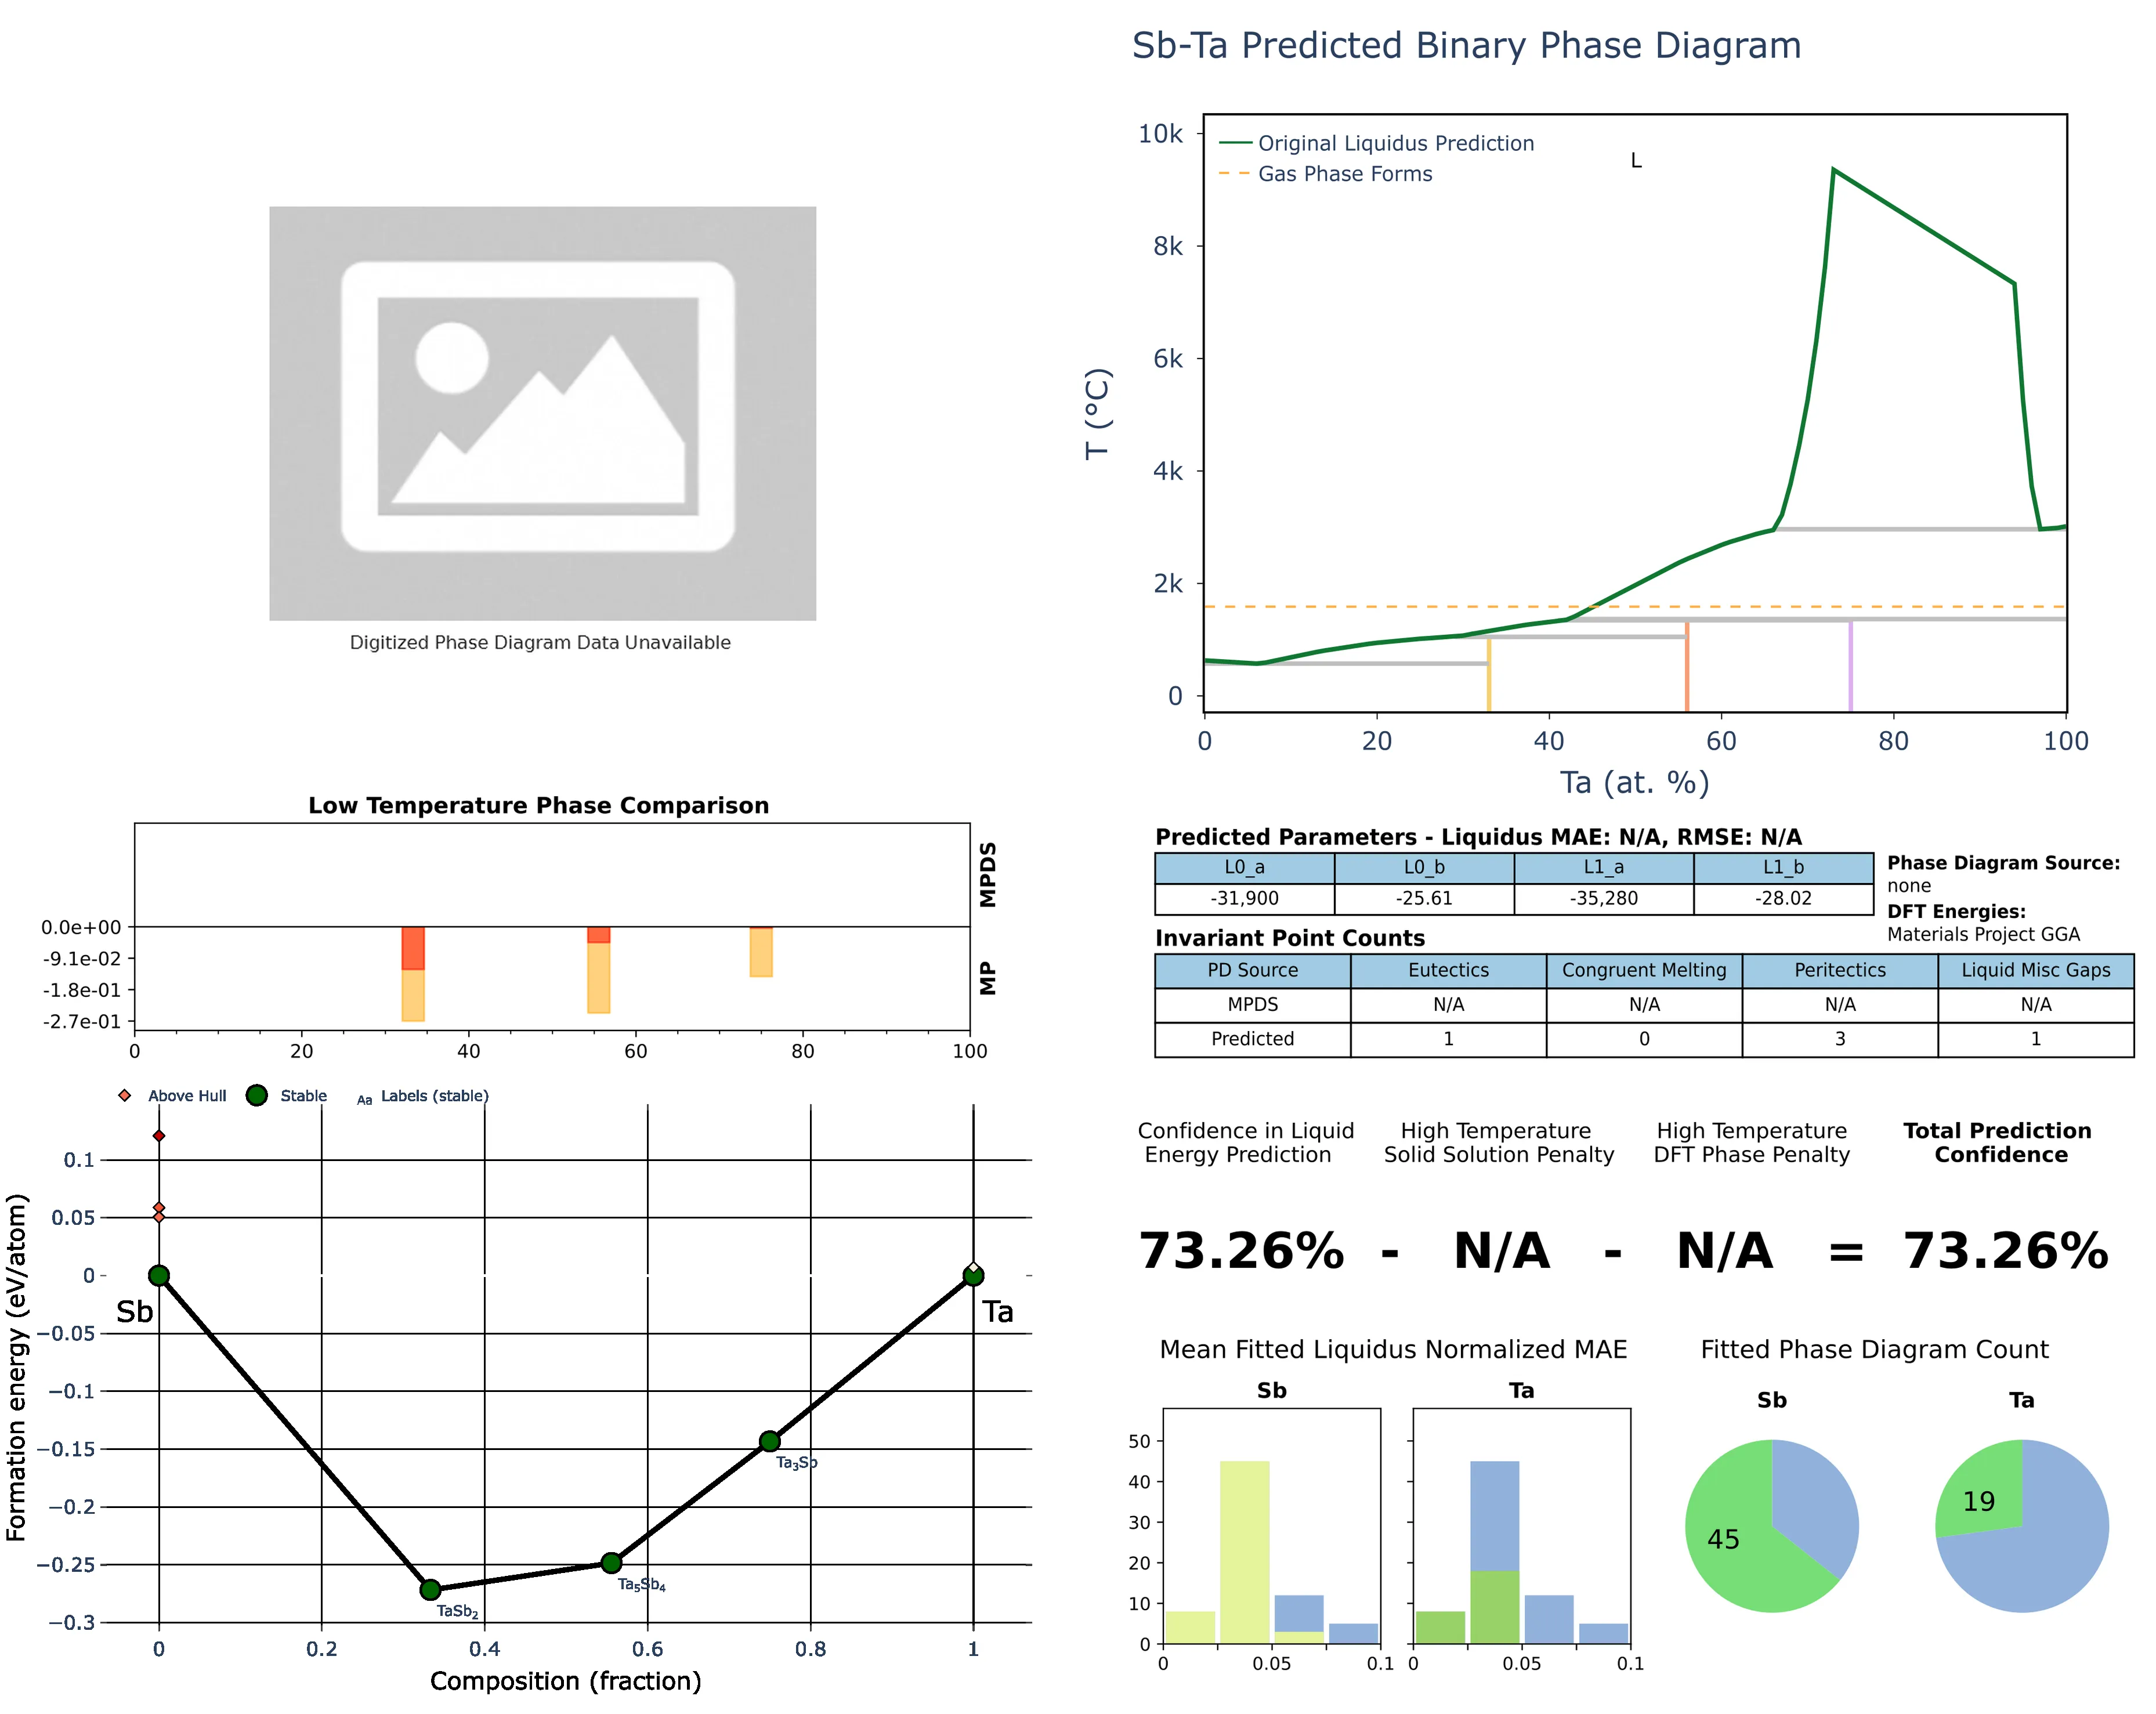 Sb-Ta Predicted Binary Phase Diagram
Digitized Phase Diagram Data Unavailable
10k
8k
6k
4k
2k
0
T (°C)
Original Liquidus Prediction
Gas Phase Forms
L
0 20 40 60 80 100
Ta (at. %)
Low Temperature Phase Comparison
0.0e+00
-9.1e-02
-1.8e-01
-2.7e-01
MPDS
MP
0 20 40 60 80 100
Predicted Parameters - Liquidus MAE: N/A, RMSE: N/A
L0_a L0_b L1_a L1_b
-31,900 -25.61 -35,280 -28.02
Phase Diagram Source:
none
DFT Energies:
Materials Project GGA
Invariant Point Counts
PD Source Eutectics Congruent Melting Peritectics Liquid Misc Gaps
MPDS N/A N/A N/A N/A
Predicted 1 0 3 1
Above Hull Stable Aa Labels (stable)
0.1
0.05
0
−0.05
−0.1
−0.15
−0.2
−0.25
−0.3
Formation energy (eV/atom)
Sb
Ta
Ta₃Sb
Ta₅Sb₄
TaSb₂
0 0.2 0.4 0.6 0.8 1
Composition (fraction)
Confidence in Liquid
Energy Prediction
High Temperature
Solid Solution Penalty
High Temperature
DFT Phase Penalty
Total Prediction
Confidence
73.26% - N/A - N/A = 73.26%
Mean Fitted Liquidus Normalized MAE
Sb
Ta
50
40
30
20
10
0
0 0.05 0.1
0 0.05 0.1
Fitted Phase Diagram Count
Sb
Ta
45
19